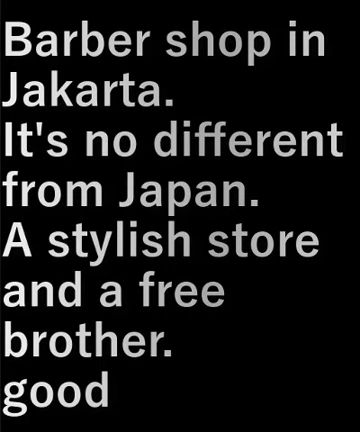 Barber shop in
Jakarta.
It's no different
from Japan.
A stylish store
and a free
brother.
good